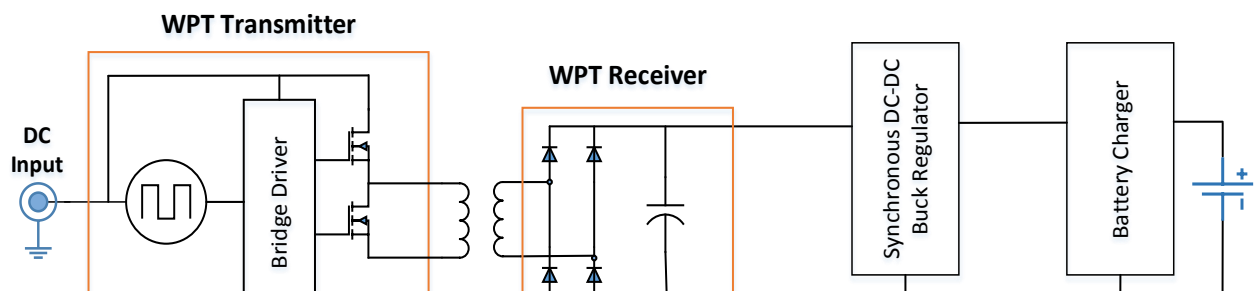 WPT Transmitter
WPT Receiver
DC
Input
Bridge Driver
Synchronous DC-DC
Buck Regulator
Battery Charger
+
−